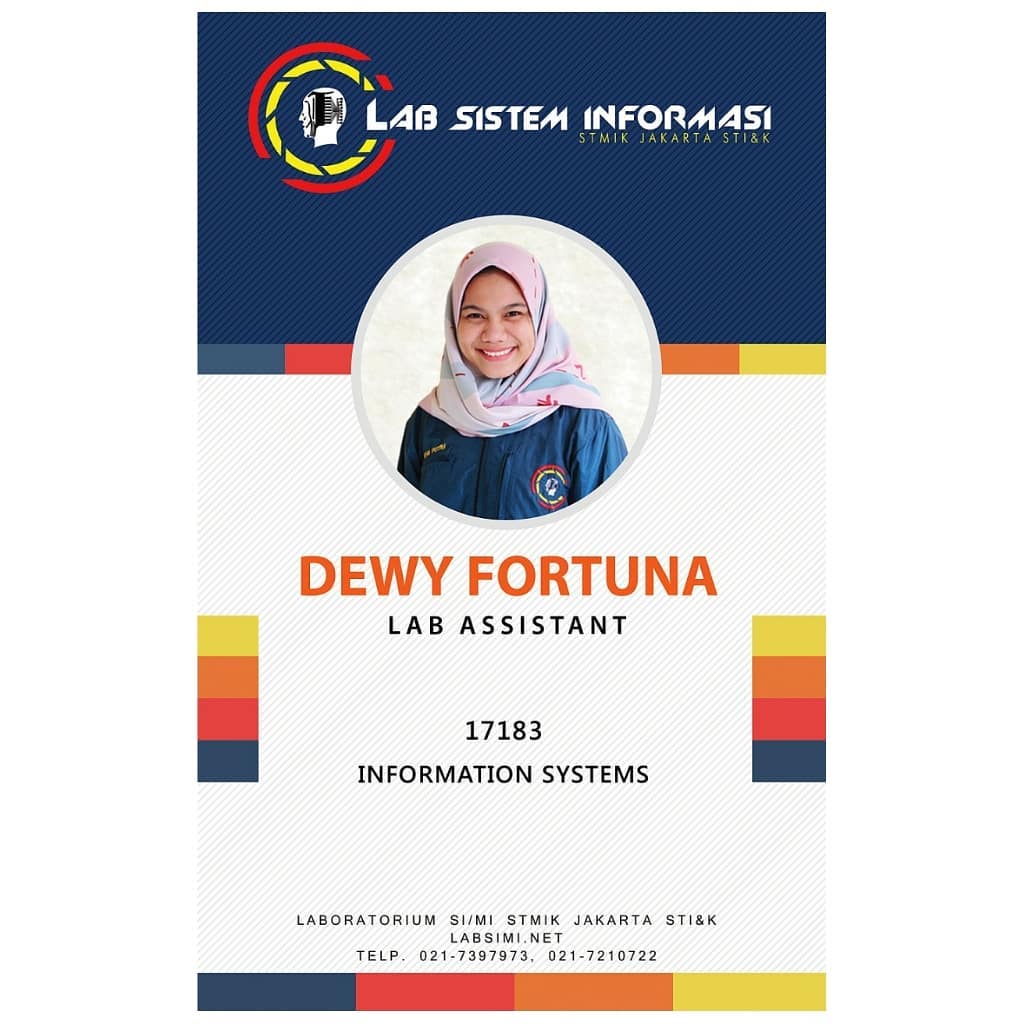 LAB SISTEM INFORMASI
STMIK JAKARTA STI&K
DEWY FORTUNA
LAB ASSISTANT
17183
INFORMATION SYSTEMS
LABORATORIUM SI/MI STMIK JAKARTA STI&K
LABSIMI.NET
TELP. 021-7397973, 021-7210722